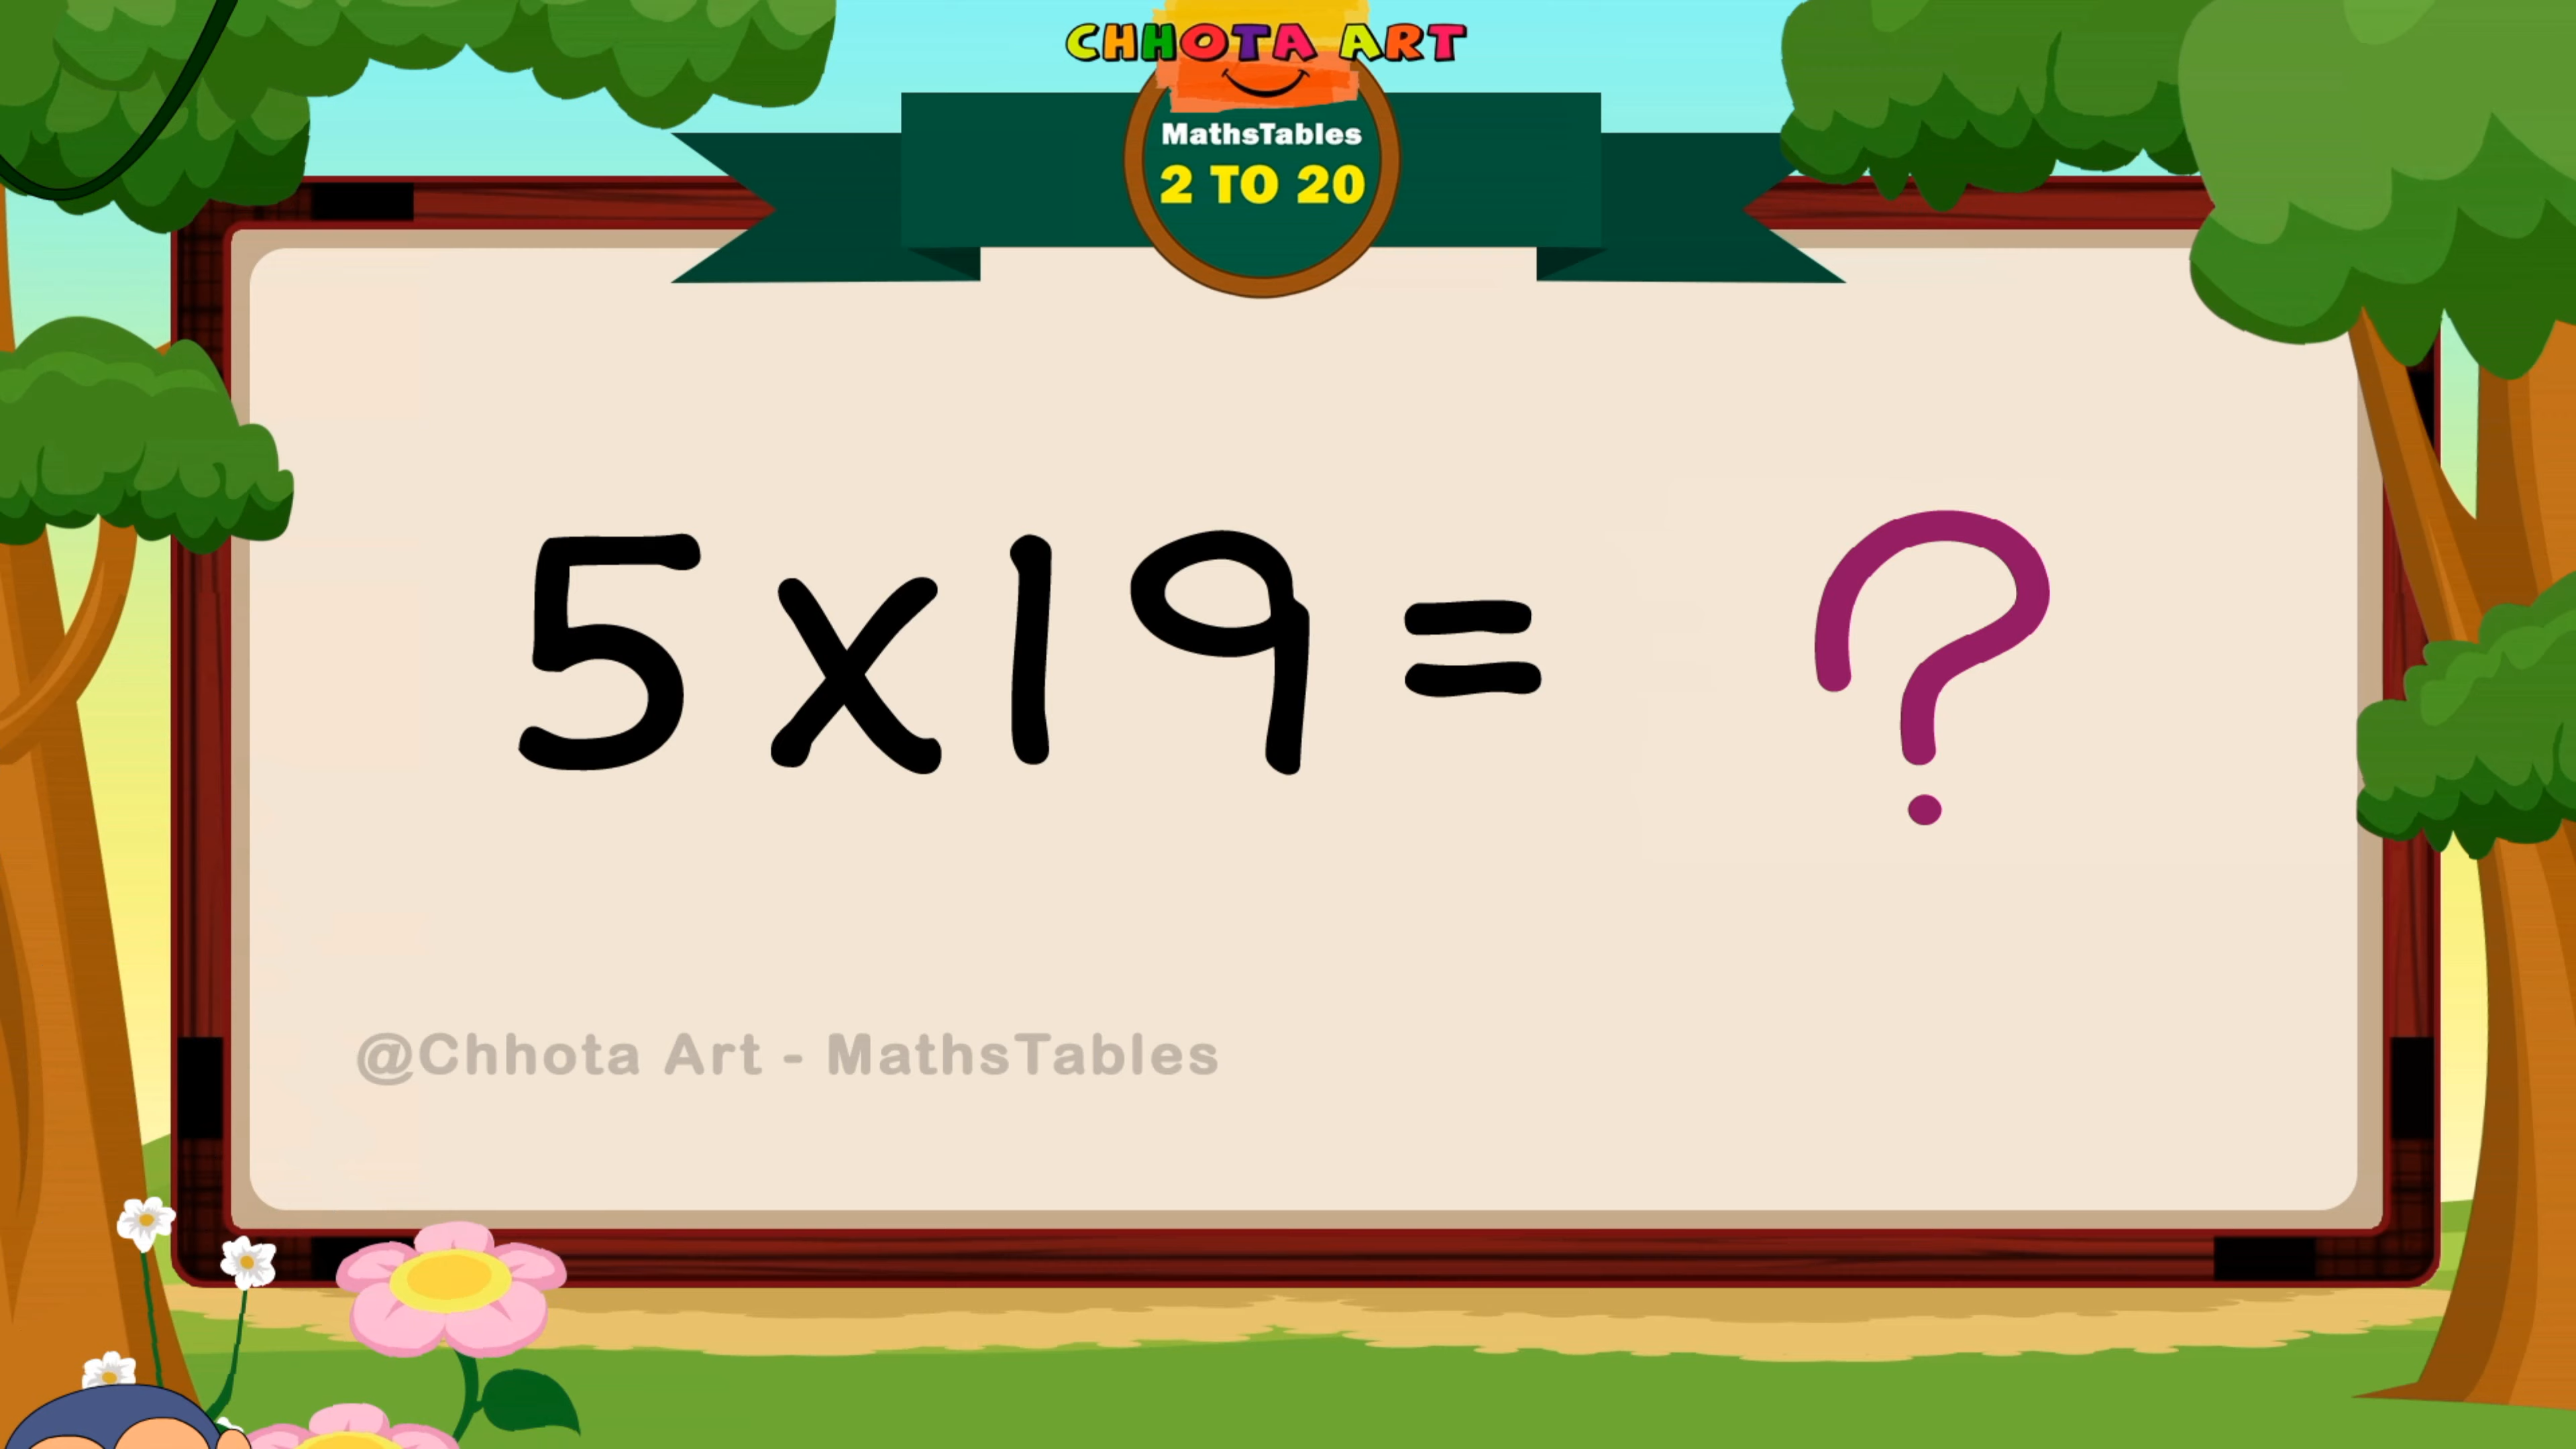 CHHOTA ART
MathsTables
2 TO 20
5x19= ?
@Chhota Art - MathsTables